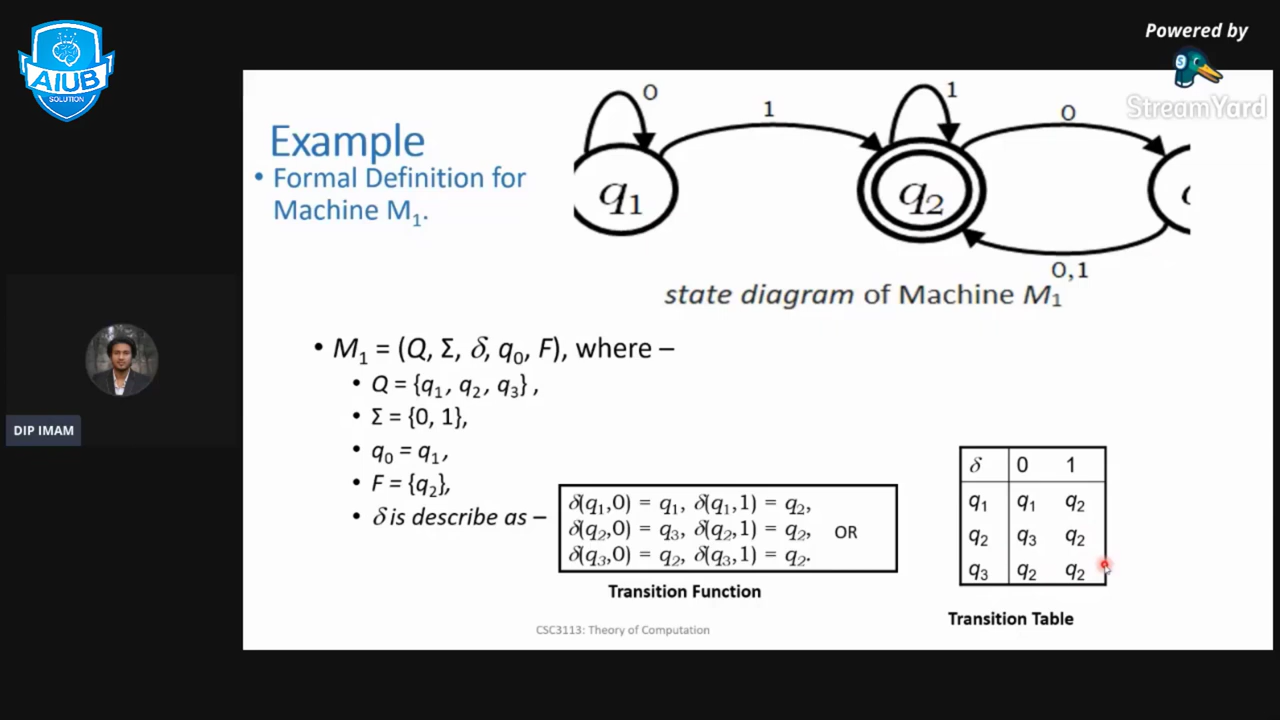 Powered by
StreamYard
S
AIUB
SOLUTION
Example
• Formal Definition for
Machine M₁.
0
1
1
0
q₁
q₂
0,1
state diagram of Machine M₁
• M₁ = (Q, Σ, δ, q₀, F), where –
• Q = {q₁, q₂, q₃} ,
• Σ = {0, 1},
• q₀ = q₁,
• F = {q₂},
• δ is describe as –
δ(q₁,0) = q₁, δ(q₁,1) = q₂,
δ(q₂,0) = q₃, δ(q₂,1) = q₂,
δ(q₃,0) = q₂, δ(q₃,1) = q₂.
OR
Transition Function
δ 0 1
q₁ q₁ q₂
q₂ q₃ q₂
q₃ q₂ q₂
Transition Table
CSC3113: Theory of Computation
DIP IMAM